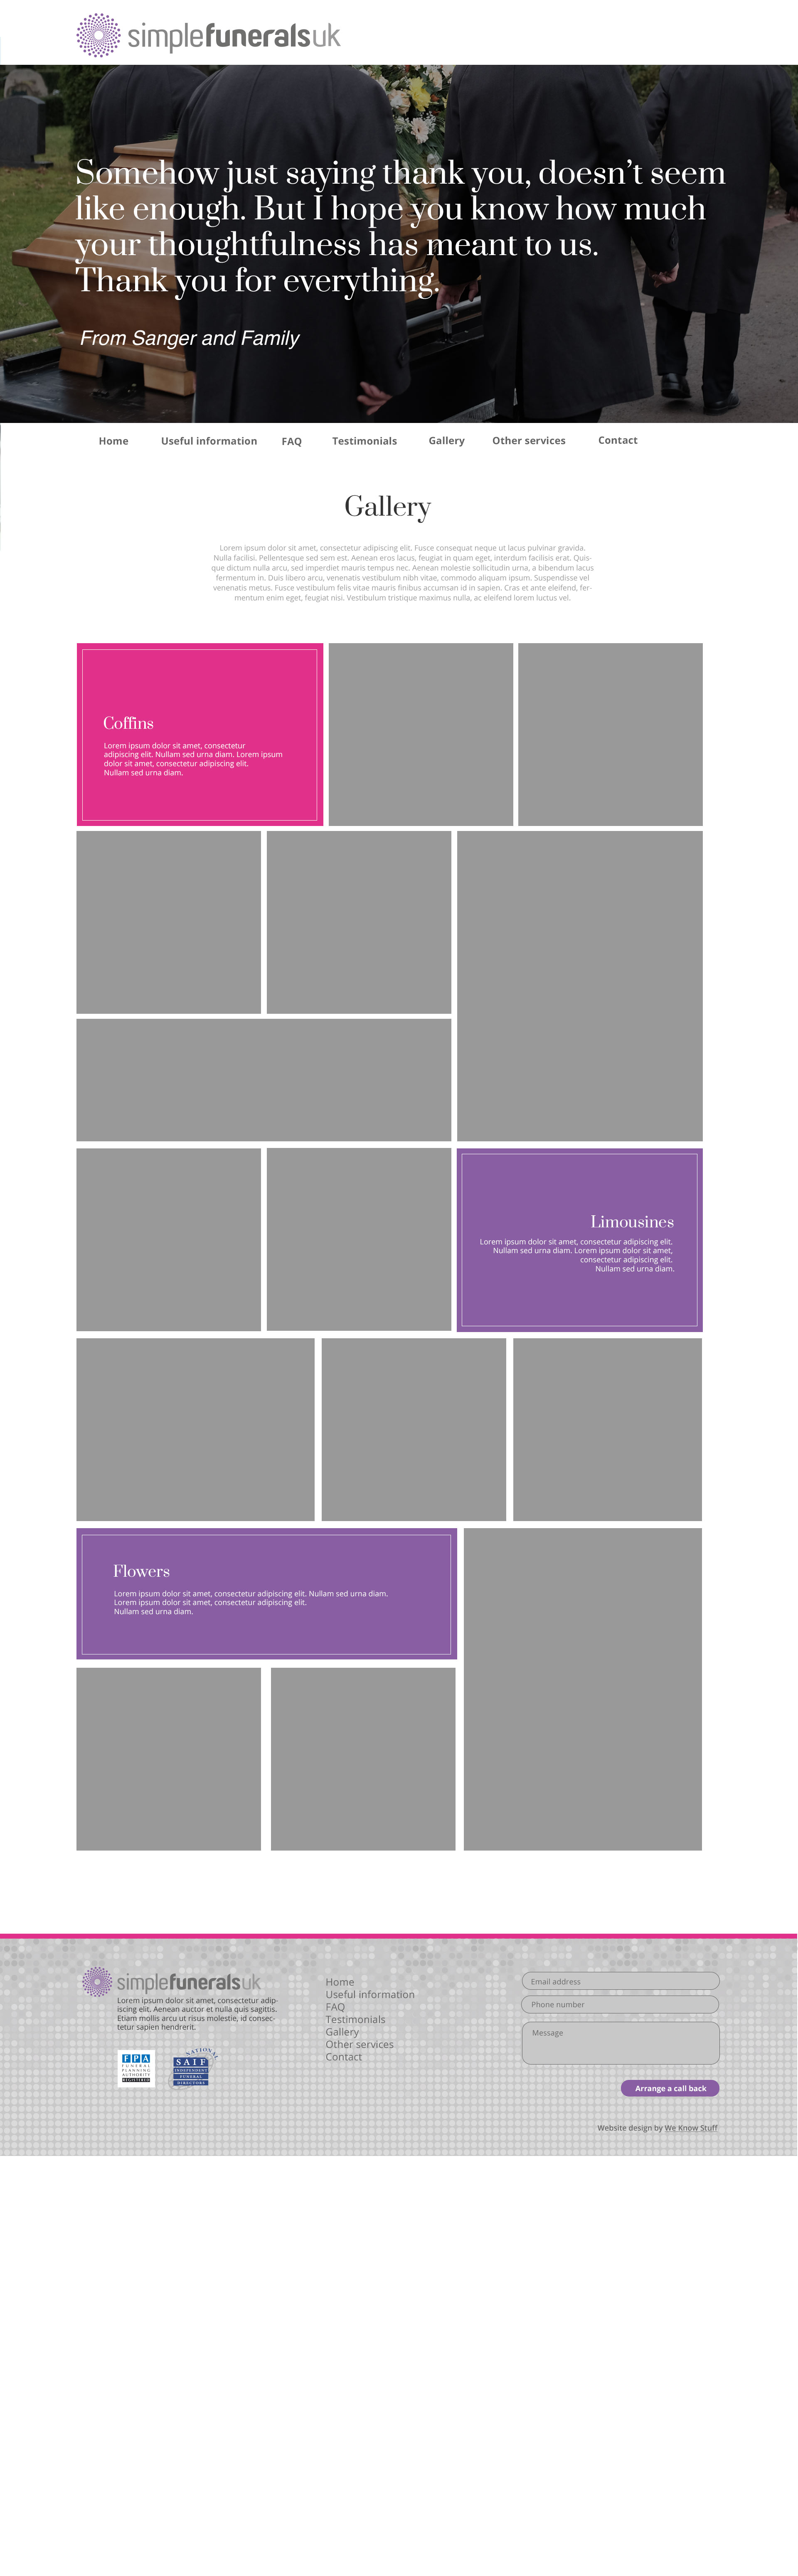 simplefuneralsuk
Somehow just saying thank you, doesn’t seem
like enough. But I hope you know how much
your thoughtfulness has meant to us.
Thank you for everything.
From Sanger and Family
Home Useful information FAQ Testimonials Gallery Other services Contact
Gallery
Lorem ipsum dolor sit amet, consectetur adipiscing elit. Fusce consequat neque ut lacus pulvinar gravida.
Nulla facilisi. Pellentesque sed sem est. Aenean eros lacus, feugiat in quam eget, interdum facilisis erat. Quis-
que dictum nulla arcu, sed imperdiet mauris tempus nec. Aenean molestie sollicitudin urna, a bibendum lacus
fermentum in. Duis libero arcu, venenatis vestibulum nibh vitae, commodo aliquam ipsum. Suspendisse vel
venenatis metus. Fusce vestibulum felis vitae mauris finibus accumsan id in sapien. Cras et ante eleifend, fer-
mentum enim eget, feugiat nisi. Vestibulum tristique maximus nulla, ac eleifend lorem luctus vel.
Coffins
Lorem ipsum dolor sit amet, consectetur
adipiscing elit. Nullam sed urna diam. Lorem ipsum
dolor sit amet, consectetur adipiscing elit.
Nullam sed urna diam.
Limousines
Lorem ipsum dolor sit amet, consectetur adipiscing elit.
Nullam sed urna diam. Lorem ipsum dolor sit amet,
consectetur adipiscing elit.
Nullam sed urna diam.
Flowers
Lorem ipsum dolor sit amet, consectetur adipiscing elit. Nullam sed urna diam.
Lorem ipsum dolor sit amet, consectetur adipiscing elit.
Nullam sed urna diam.
simplefuneralsuk
Lorem ipsum dolor sit amet, consectetur adip-
iscing elit. Aenean auctor et nulla quis sagittis.
Etiam mollis arcu ut risus molestie, id consec-
tetur sapien hendrerit.
FPA
FUNERAL
PLANNING
AUTHORITY
REGISTERED
NATIONAL
SAIF
INDEPENDENT
FUNERAL
DIRECTORS
Home
Useful information
FAQ
Testimonials
Gallery
Other services
Contact
Email address
Phone number
Message
Arrange a call back
Website design by We Know Stuff